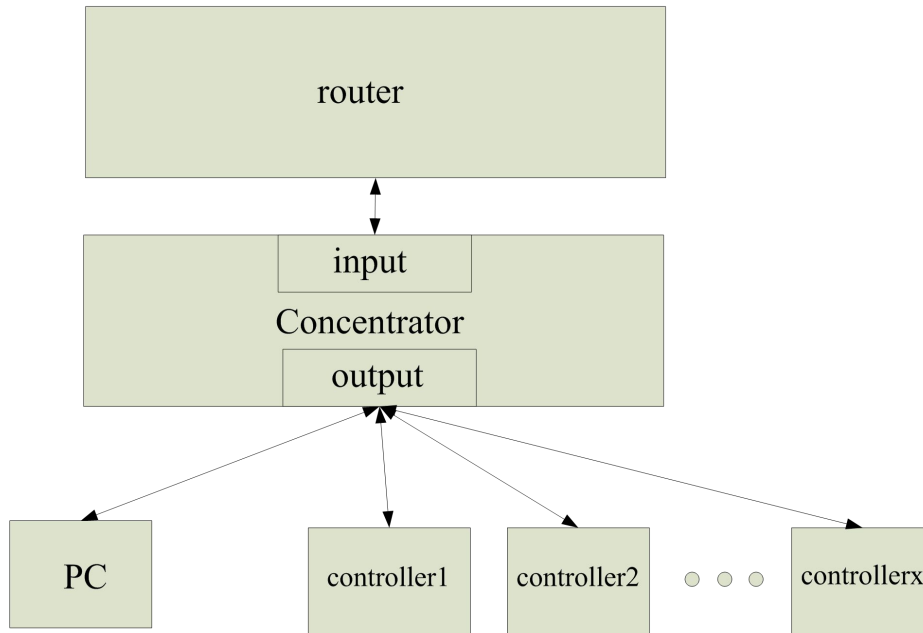 router
input
Concentrator
output
PC
controller1
controller2
controllerx